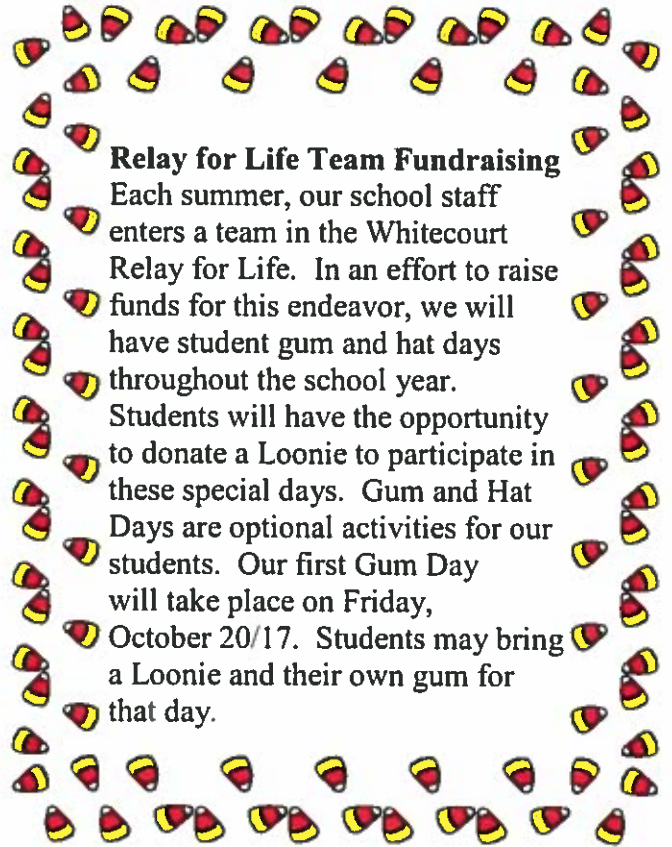 Relay for Life Team Fundraising
Each summer, our school staff
enters a team in the Whitecourt
Relay for Life.  In an effort to raise
funds for this endeavor, we will
have student gum and hat days
throughout the school year.
Students will have the opportunity
to donate a Loonie to participate in
these special days.  Gum and Hat
Days are optional activities for our
students.  Our first Gum Day
will take place on Friday,
October 20/17.  Students may bring
a Loonie and their own gum for
that day.